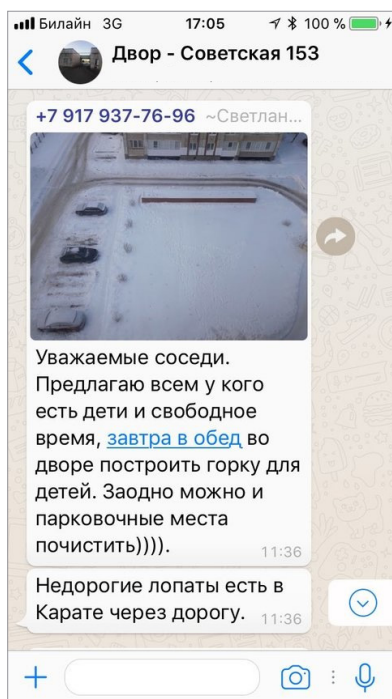 Билайн 3G 17:05 100 %
Двор - Советская 153
+7 917 937-76-96 ~Светлан...
Уважаемые соседи.
Предлагаю всем у кого
есть дети и свободное
время, завтра в обед во
дворе построить горку для
детей. Заодно можно и
парковочные места
почистить)))).
11:36
Недорогие лопаты есть в
Карате через дорогу. 11:36